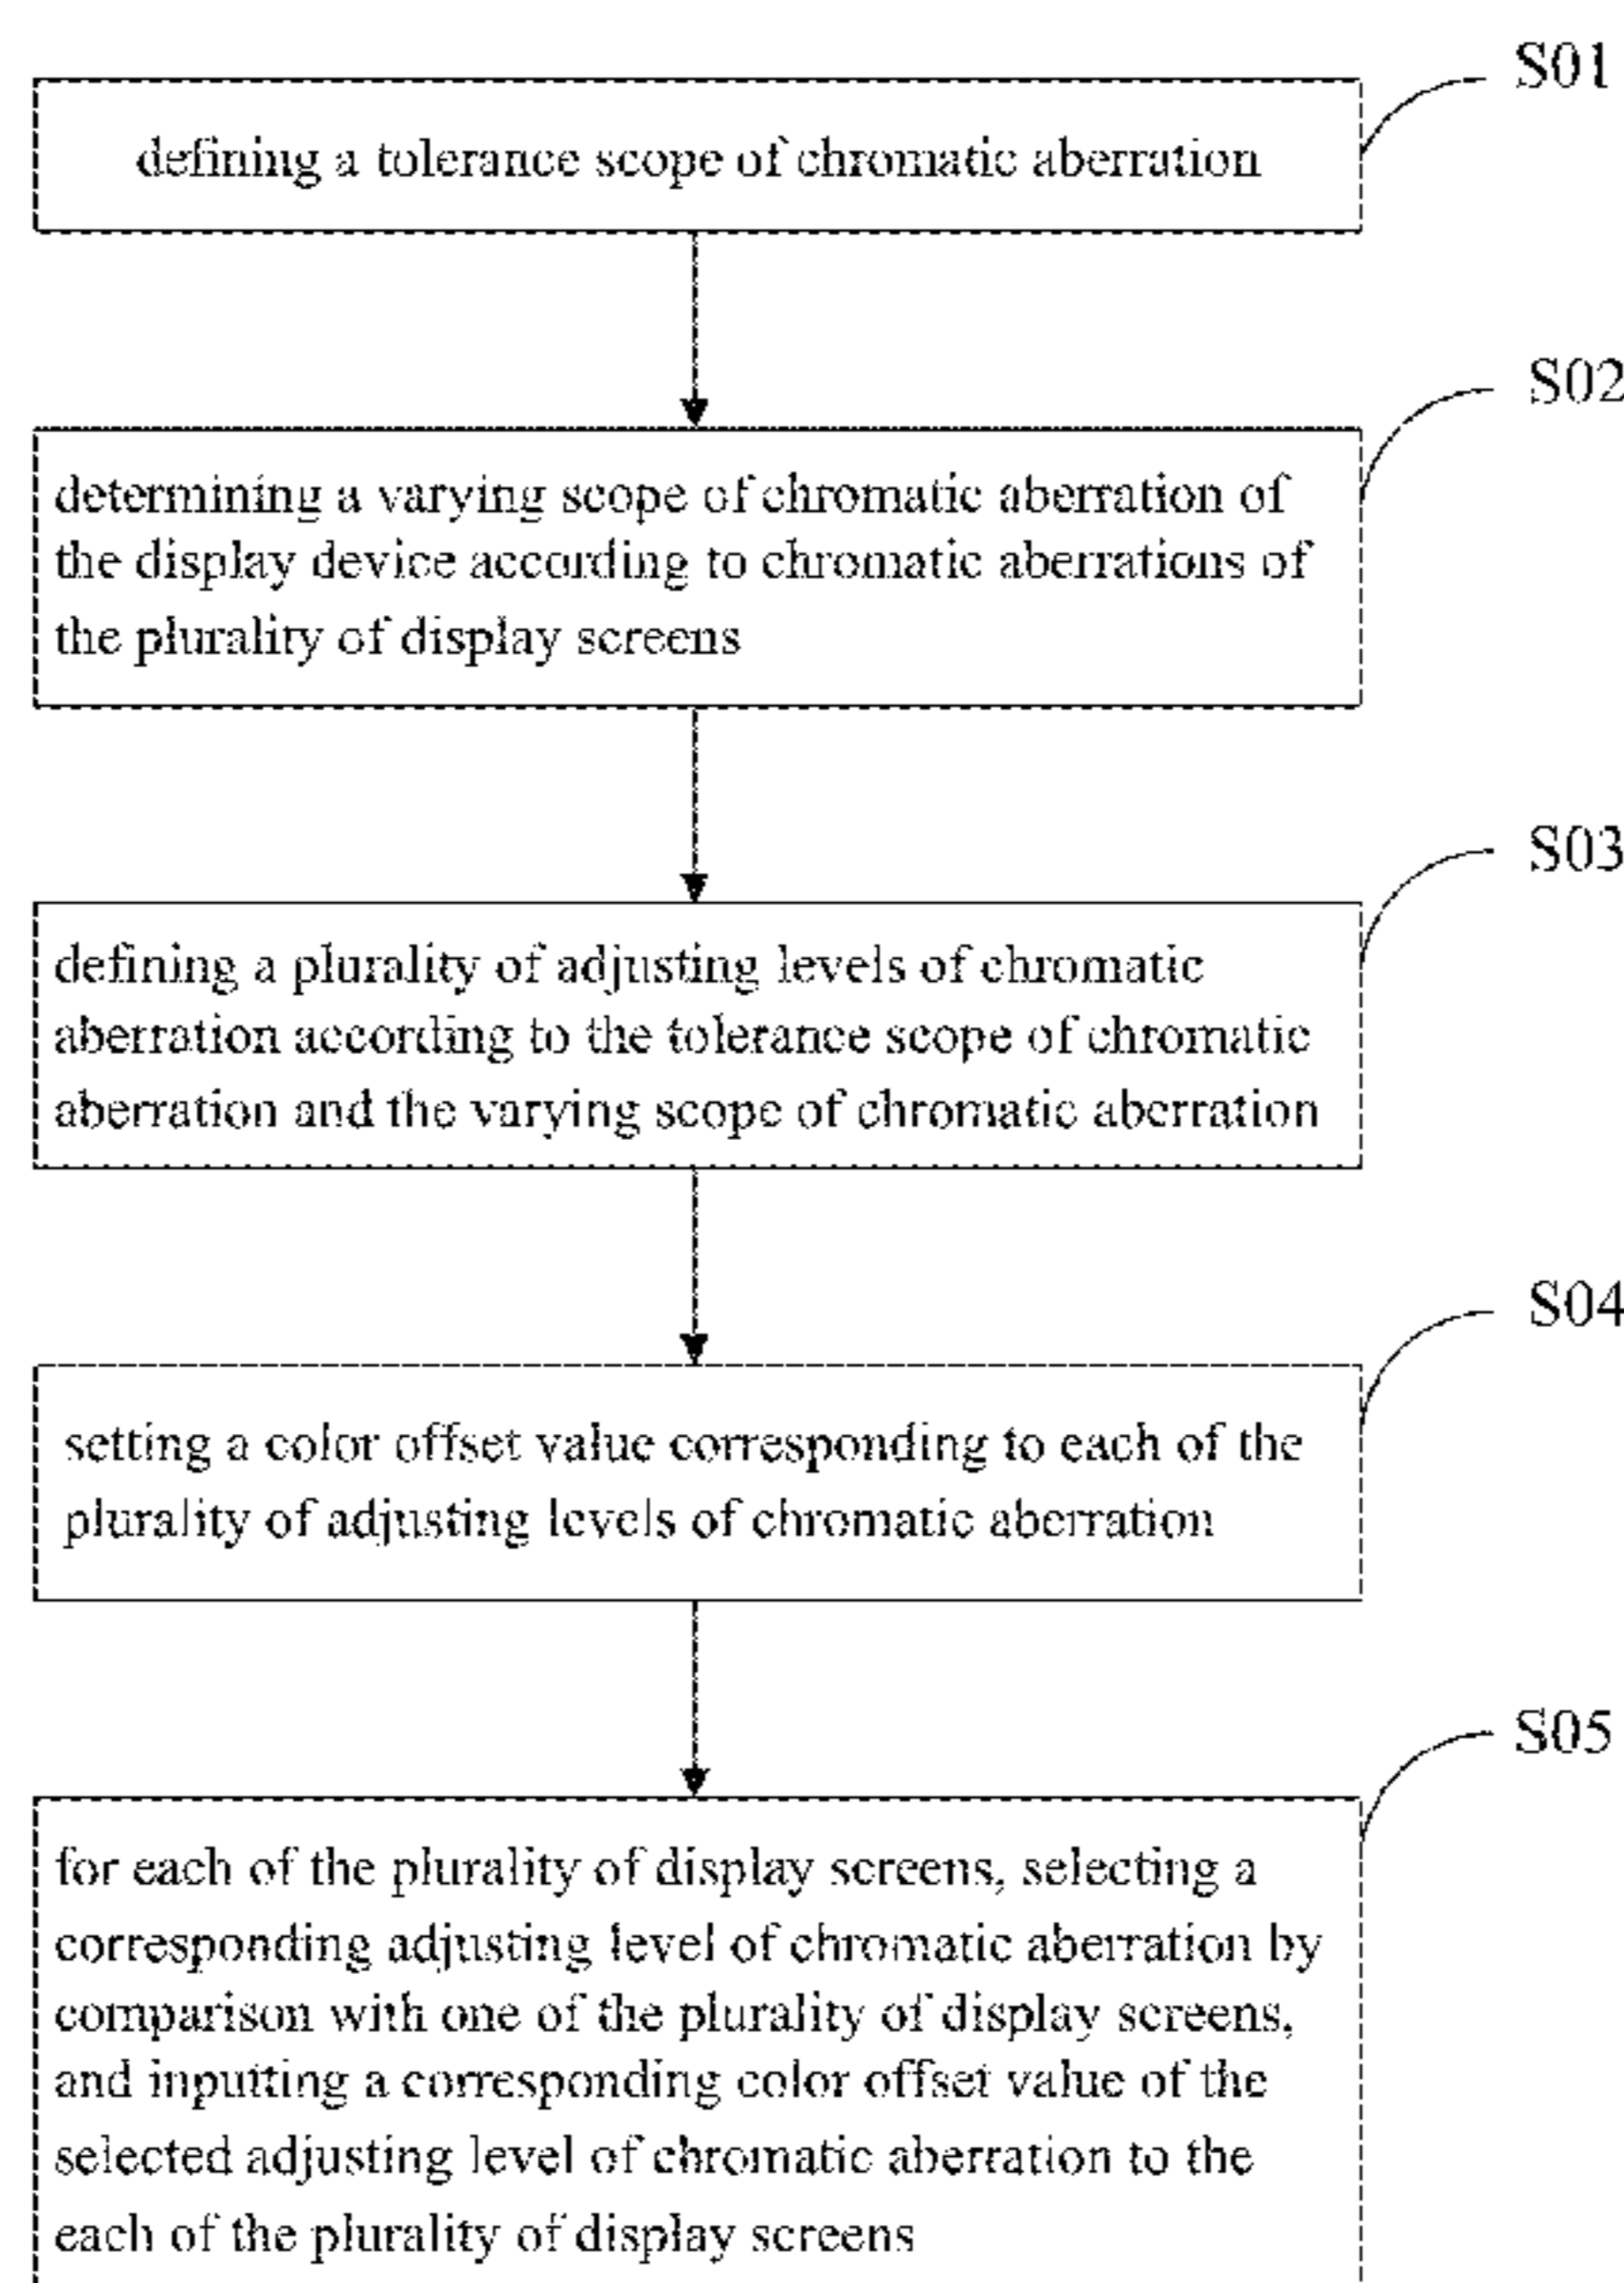 S01
defining a tolerance scope of chromatic aberration
S02
determining a varying scope of chromatic aberration of
the display device according to chromatic aberrations of
the plurality of display screens
S03
defining a plurality of adjusting levels of chromatic
aberration according to the tolerance scope of chromatic
aberration and the varying scope of chromatic aberration
S04
setting a color offset value corresponding to each of the
plurality of adjusting levels of chromatic aberration
S05
for each of the plurality of display screens, selecting a
corresponding adjusting level of chromatic aberration by
comparison with one of the plurality of display screens,
and inputting a corresponding color offset value of the
selected adjusting level of chromatic aberration to the
each of the plurality of display screens